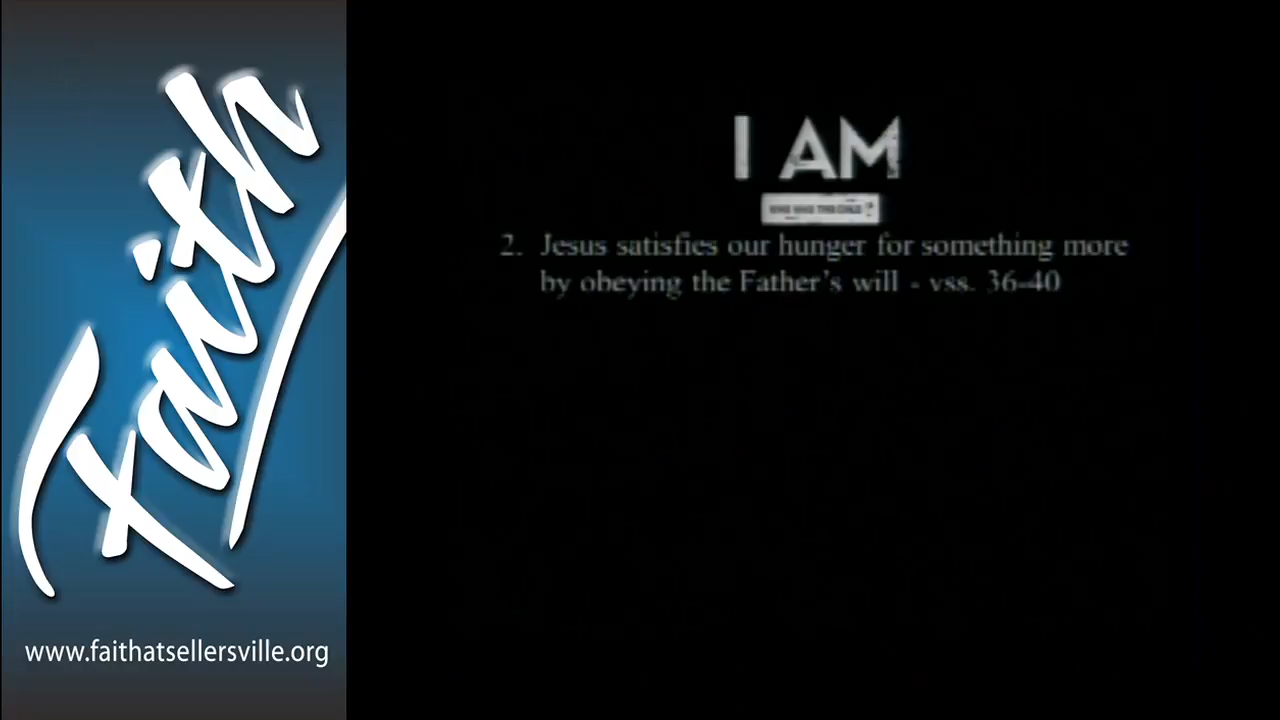 Faith
www.faithatsellersville.org
I AM
2. Jesus satisfies our hunger for something more
by obeying the Father's will - vss. 36-40